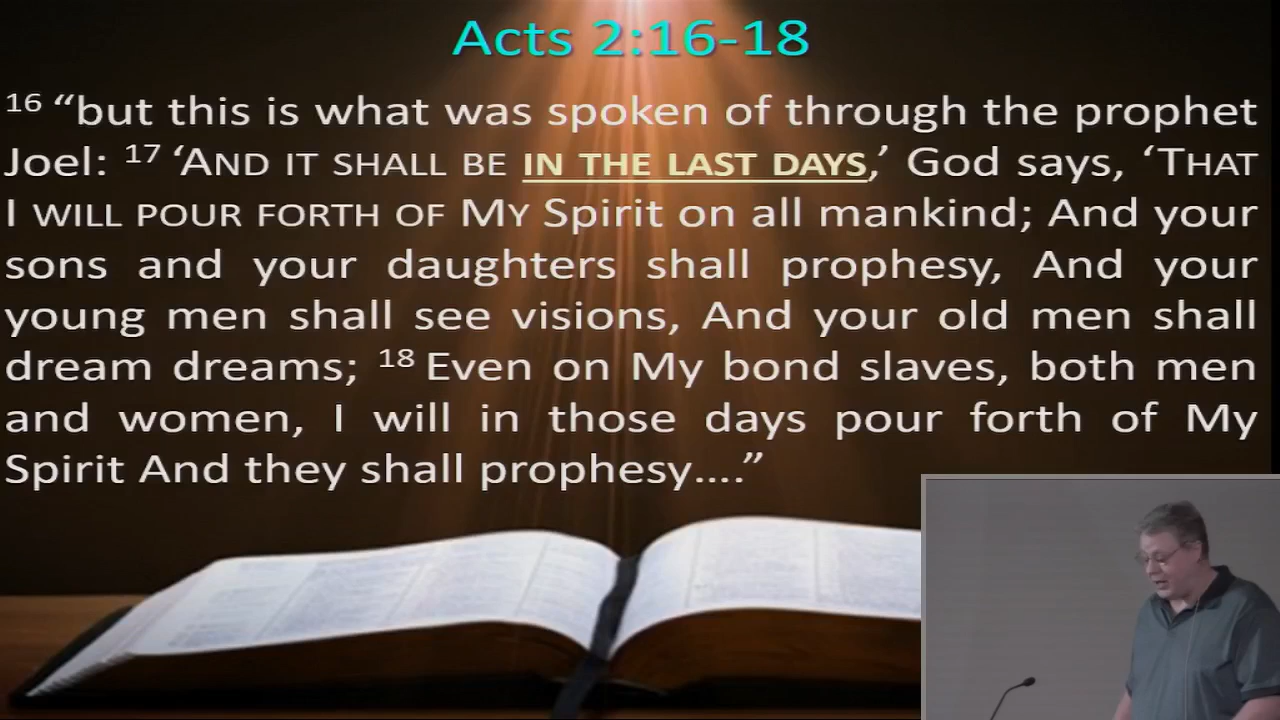 Acts 2:16-18
16 “but this is what was spoken of through the prophet
Joel: 17 ‘AND IT SHALL BE IN THE LAST DAYS,’ God says, ‘THAT
I WILL POUR FORTH OF MY Spirit on all mankind; And your
sons and your daughters shall prophesy, And your
young men shall see visions, And your old men shall
dream dreams; 18 Even on My bond slaves, both men
and women, I will in those days pour forth of My
Spirit And they shall prophesy....”